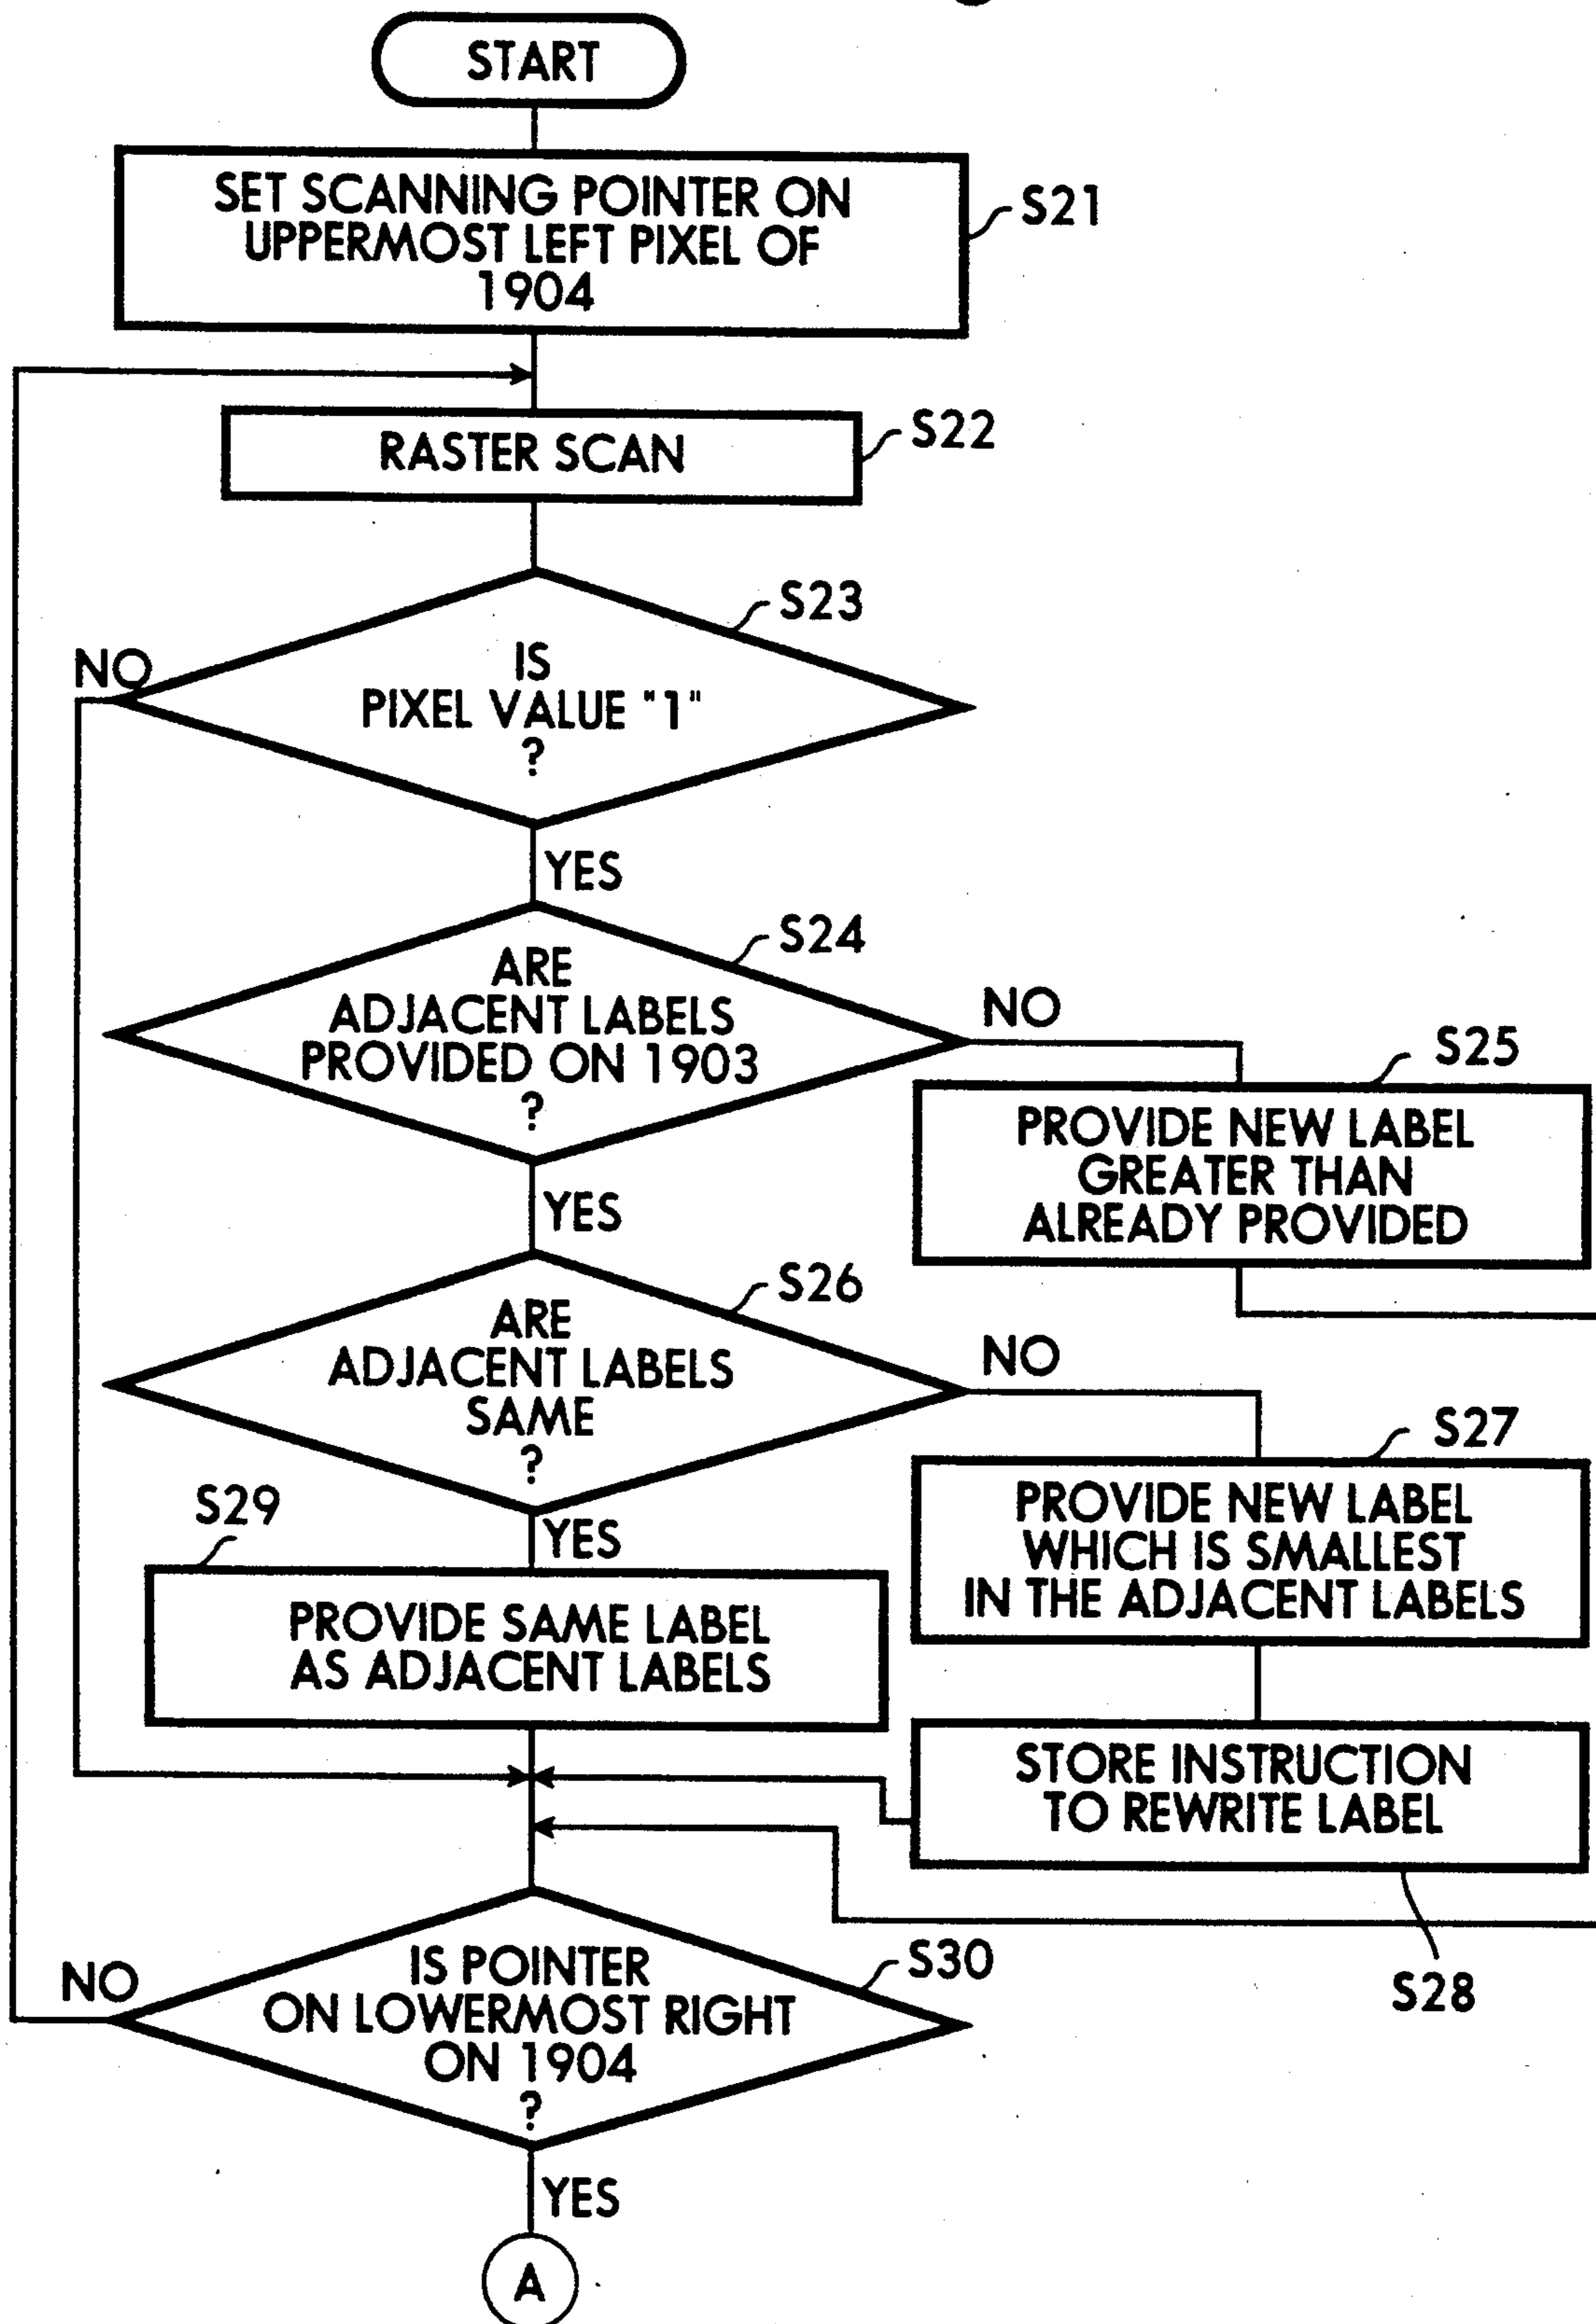 START
SET SCANNING POINTER ON
UPPERMOST LEFT PIXEL OF
1904
S21
RASTER SCAN
S22
S23
IS
PIXEL VALUE "1"
?
NO
YES
S24
ARE
ADJACENT LABELS
PROVIDED ON 1903
?
NO
YES
S25
PROVIDE NEW LABEL
GREATER THAN
ALREADY PROVIDED
S26
ARE
ADJACENT LABELS
SAME
?
NO
YES
S27
PROVIDE NEW LABEL
WHICH IS SMALLEST
IN THE ADJACENT LABELS
S29
PROVIDE SAME LABEL
AS ADJACENT LABELS
STORE INSTRUCTION
TO REWRITE LABEL
S28
S30
IS POINTER
ON LOWERMOST RIGHT
ON 1904
?
NO
YES
A